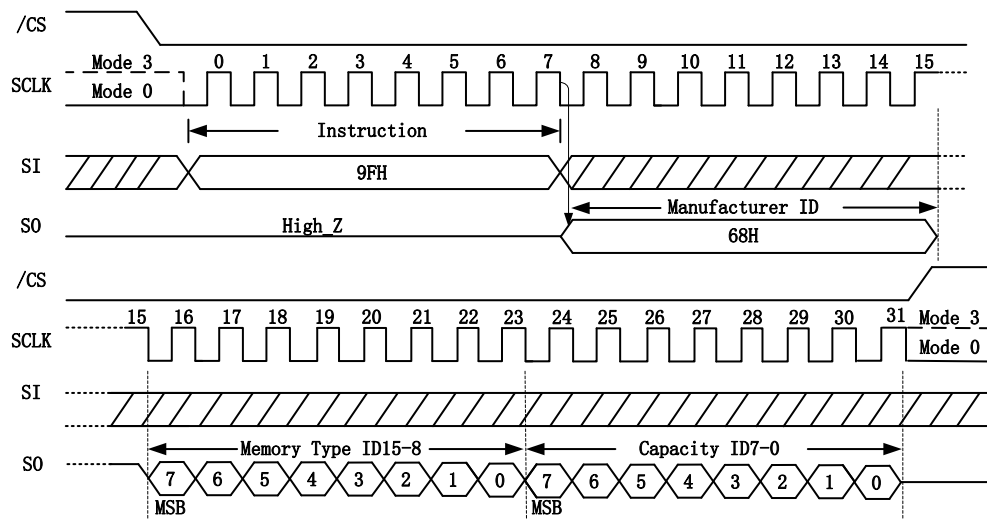 /CS
Mode 3 0 1 2 3 4 5 6 7 8 9 10 11 12 13 14 15
SCLK
Mode 0
Instruction
SI
9FH
Manufacturer ID
SO
High_Z
68H
/CS
15 16 17 18 19 20 21 22 23 24 25 26 27 28 29 30 31 Mode 3
SCLK
Mode 0
SI
Memory Type ID15-8 Capacity ID7-0
SO
7 6 5 4 3 2 1 0 7 6 5 4 3 2 1 0
MSB MSB